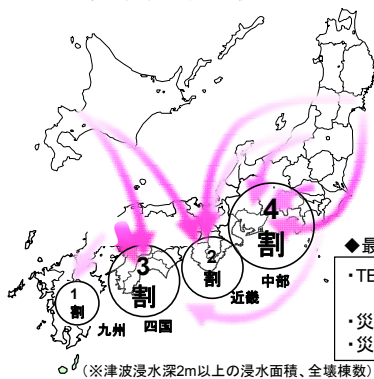 4
割
中部
2
割
近畿
3
割
四国
1
割
九州
◆最
・TE
・災
・災
(※津波浸水深2m以上の浸水面積、全壊棟数)